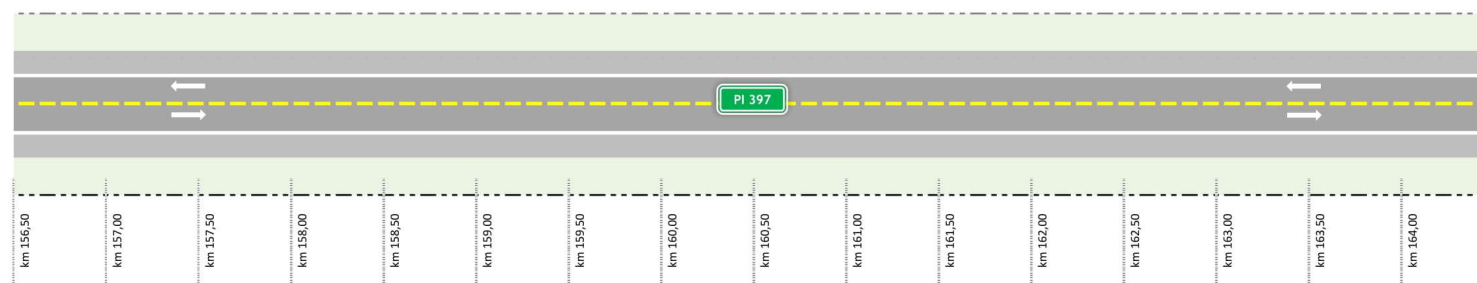 PI 397
km 156,50
km 157,00
km 157,50
km 158,00
km 158,50
km 159,00
km 159,50
km 160,00
km 160,50
km 161,00
km 161,50
km 162,00
km 162,50
km 163,00
km 163,50
km 164,00